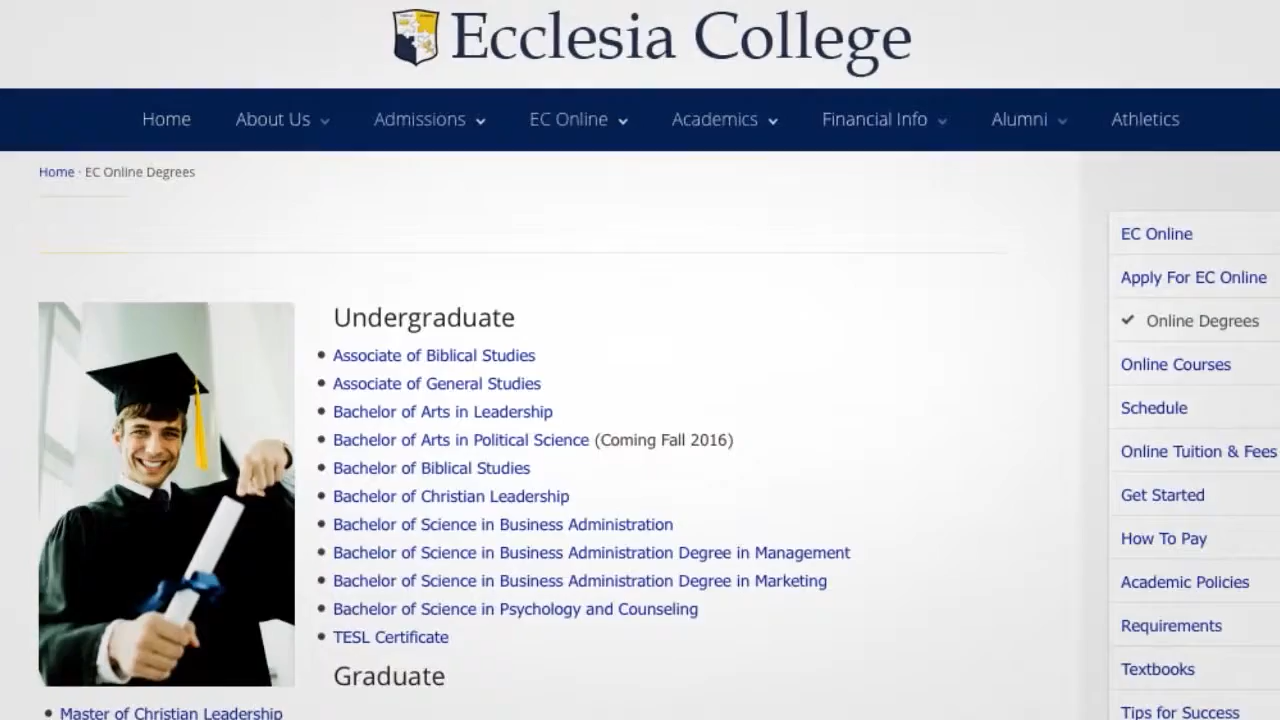 Ecclesia College
Home About Us Admissions EC Online Academics Financial Info Alumni Athletics
Home · EC Online Degrees
Undergraduate
• Associate of Biblical Studies
• Associate of General Studies
• Bachelor of Arts in Leadership
• Bachelor of Arts in Political Science (Coming Fall 2016)
• Bachelor of Biblical Studies
• Bachelor of Christian Leadership
• Bachelor of Science in Business Administration
• Bachelor of Science in Business Administration Degree in Management
• Bachelor of Science in Business Administration Degree in Marketing
• Bachelor of Science in Psychology and Counseling
• TESL Certificate
Graduate
• Master of Christian Leadership
EC Online
Apply For EC Online
✓ Online Degrees
Online Courses
Schedule
Online Tuition & Fees
Get Started
How To Pay
Academic Policies
Requirements
Textbooks
Tips for Success